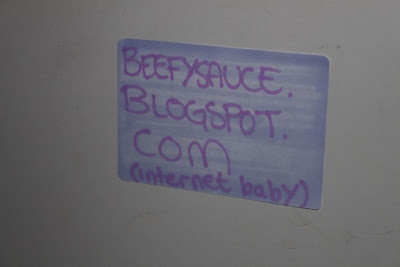 BEEFYSAUCE.
BLOGSPOT.
COM
(internet baby)